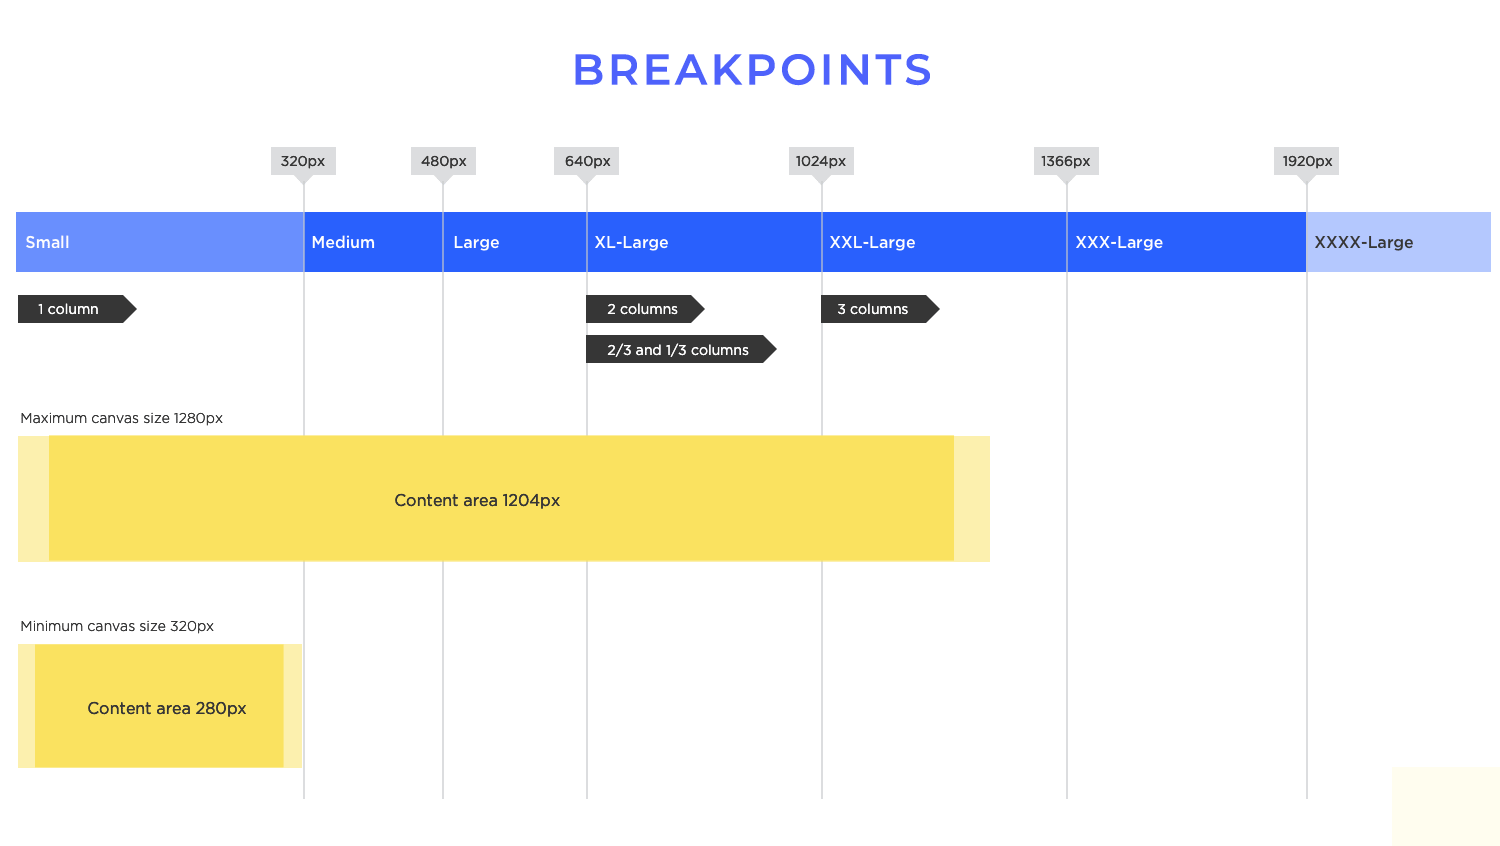 BREAKPOINTS
320px
480px
640px
1024px
1366px
1920px
Small
Medium
Large
XL-Large
XXL-Large
XXX-Large
XXXX-Large
1 column
2 columns
3 columns
2/3 and 1/3 columns
Maximum canvas size 1280px
Content area 1204px
Minimum canvas size 320px
Content area 280px